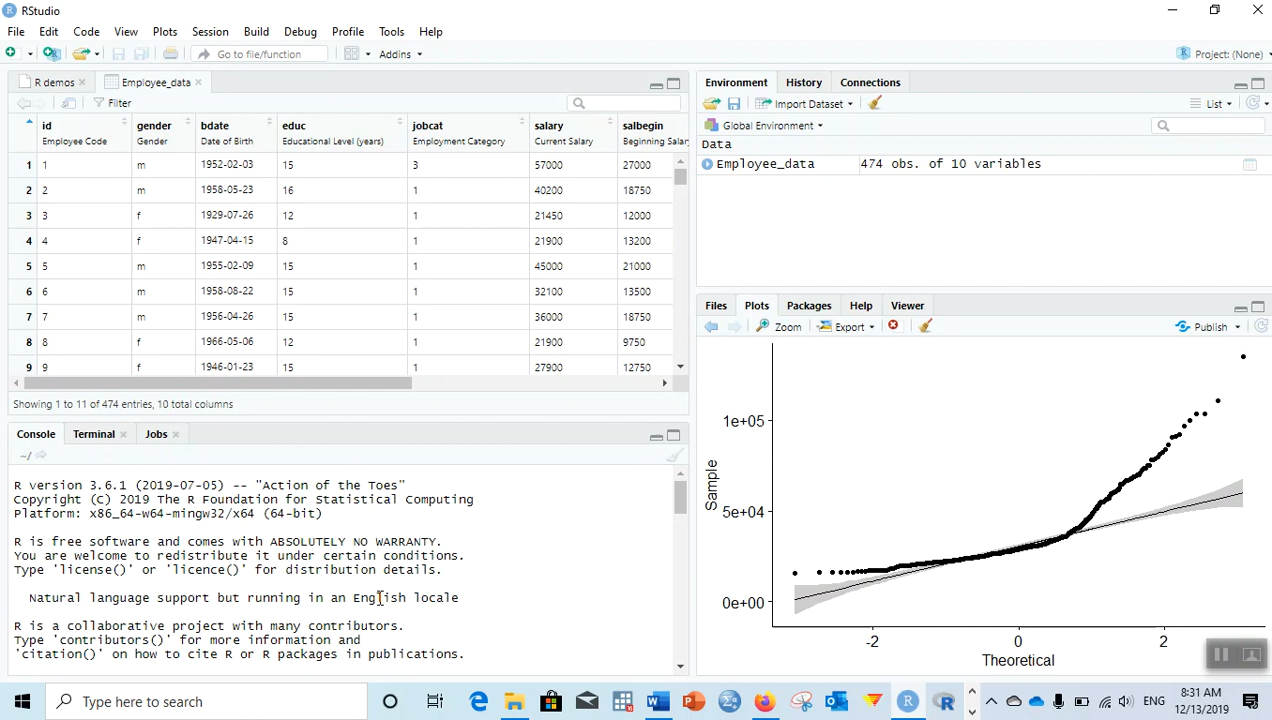 RStudio
File Edit Code View Plots Session Build Debug Profile Tools Help
Go to file/function Addins Project: (None)
R demos Employee_data
Filter
id gender bdate educ jobcat salary salbegin
Employee Code Gender Date of Birth Educational Level (years) Employment Category Current Salary Beginning Salary
1 1 m 1952-02-03 15 3 57000 27000
2 2 m 1958-05-23 16 1 40200 18750
3 3 f 1929-07-26 12 1 21450 12000
4 4 f 1947-04-15 8 1 21900 13200
5 5 m 1955-02-09 15 1 45000 21000
6 6 m 1958-08-22 15 1 32100 13500
7 7 m 1956-04-26 15 1 36000 18750
8 8 f 1966-05-06 12 1 21900 9750
9 9 f 1946-01-23 15 1 27900 12750
Showing 1 to 11 of 474 entries, 10 total columns
Console Terminal Jobs
~/
R version 3.6.1 (2019-07-05) -- "Action of the Toes"
Copyright (C) 2019 The R Foundation for Statistical Computing
Platform: x86_64-w64-mingw32/x64 (64-bit)
R is free software and comes with ABSOLUTELY NO WARRANTY.
You are welcome to redistribute it under certain conditions.
Type 'license()' or 'licence()' for distribution details.
Natural language support but running in an English locale
R is a collaborative project with many contributors.
Type 'contributors()' for more information and
'citation()' on how to cite R or R packages in publications.
Environment History Connections
Import Dataset List
Global Environment
Data
Employee_data 474 obs. of 10 variables
Files Plots Packages Help Viewer
Zoom Export Publish
1e+05
5e+04
0e+00
Sample
-2 0 2
Theoretical
Type here to search
ENG
8:31 AM
12/13/2019